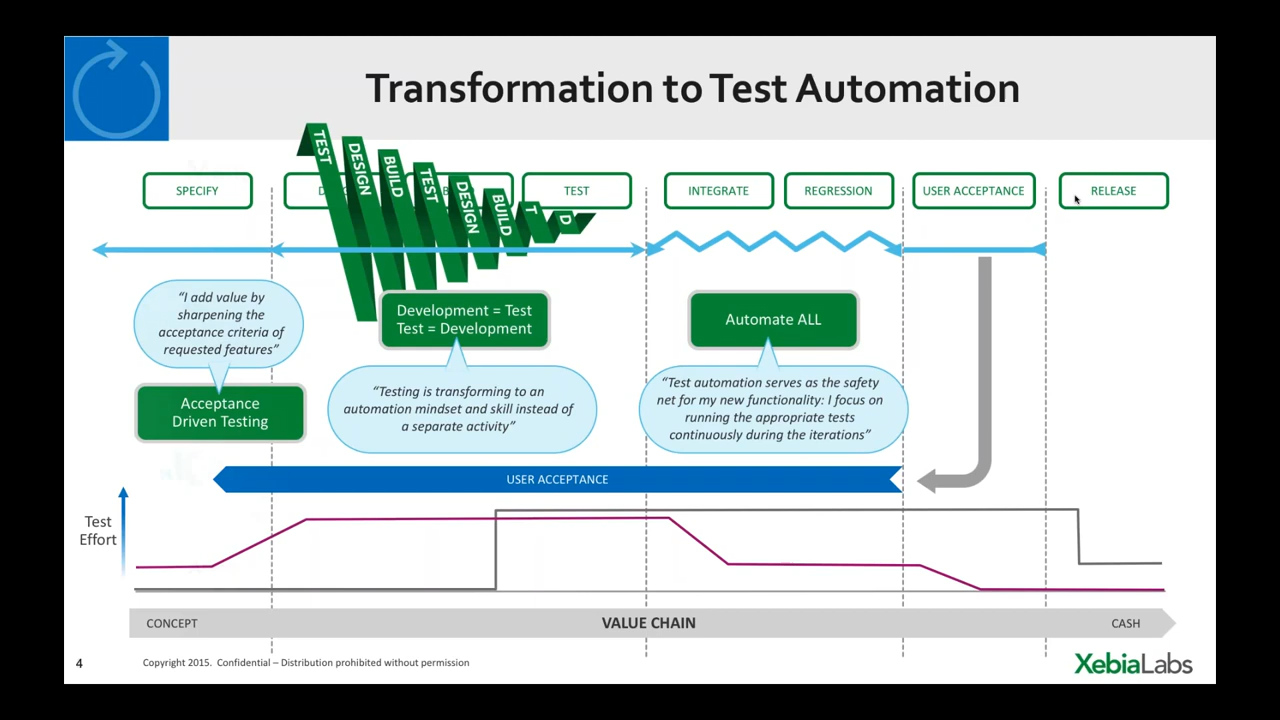 Transformation to Test Automation
TEST
DESIGN
BUILD
TEST
DESIGN
BUILD
T
D
SPECIFY
TEST
INTEGRATE
REGRESSION
USER ACCEPTANCE
RELEASE
“I add value by
sharpening the
acceptance criteria of
requested features”
Development = Test
Test = Development
Automate ALL
“Testing is transforming to an
automation mindset and skill instead of
a separate activity”
“Test automation serves as the safety
net for my new functionality: I focus on
running the appropriate tests
continuously during the iterations”
Acceptance
Driven Testing
USER ACCEPTANCE
Test
Effort
CONCEPT
VALUE CHAIN
CASH
4
Copyright 2015. Confidential – Distribution prohibited without permission
XebiaLabs